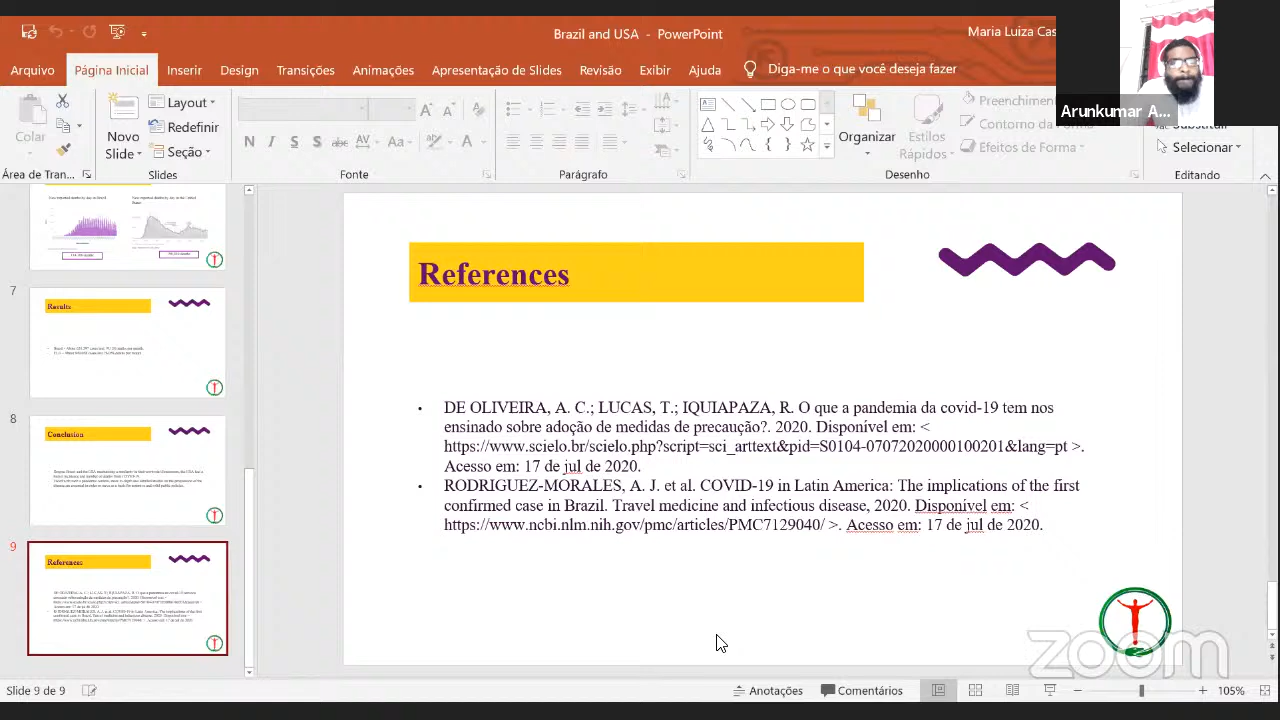 Brazil and USA - PowerPoint
Maria Luiza Cas
Arquivo
Página Inicial
Inserir
Design
Transições
Animações
Apresentação de Slides
Revisão
Exibir
Ajuda
Diga-me o que você deseja fazer
Arunkumar A...
Colar
Novo
Slide
Layout
Redefinir
Seção
N I S S abc AV Aa A
Organizar
Estilos
Rápidos
Preenchimen
Contorno da Forma
Efeitos de Forma
Substituir
Selecionar
Área de Tran...
Slides
Fonte
Parágrafo
Desenho
Editando
7
Results
8
Conclusion
9
References
References
• DE OLIVEIRA, A. C.; LUCAS, T.; IQUIAPAZA, R. O que a pandemia da covid-19 tem nos
ensinado sobre adoção de medidas de precaução?. 2020. Disponível em: <
https://www.scielo.br/scielo.php?script=sci_arttext&pid=S0104-07072020000100201&lang=pt >.
Acesso em: 17 de jul de 2020.
• RODRIGUEZ-MORALES, A. J. et al. COVID-19 in Latin America: The implications of the first
confirmed case in Brazil. Travel medicine and infectious disease, 2020. Disponível em: <
https://www.ncbi.nlm.nih.gov/pmc/articles/PMC7129040/ >. Acesso em: 17 de jul de 2020.
zoom
Slide 9 de 9
Anotações
Comentários
105%